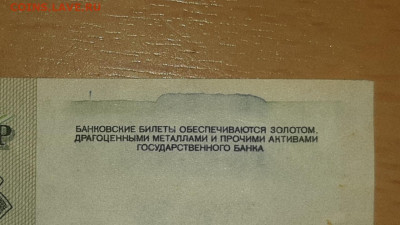 Р
БАНКОВСКИЕ БИЛЕТЫ ОБЕСПЕЧИВАЮТСЯ ЗОЛОТОМ,
ДРАГОЦЕННЫМИ МЕТАЛЛАМИ И ПРОЧИМИ АКТИВАМИ
ГОСУДАРСТВЕННОГО БАНКА